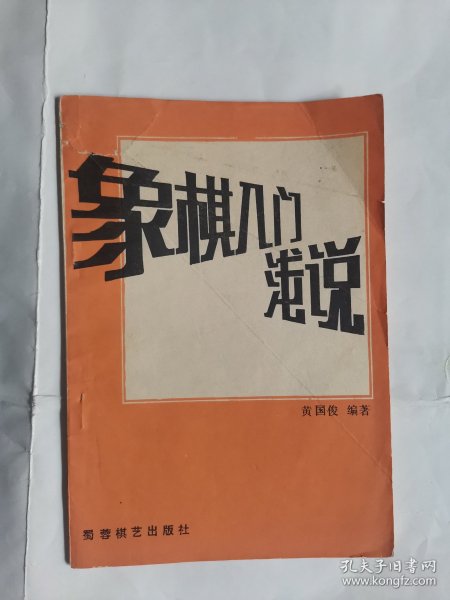 象棋入门
浅说
黄国俊 编著
蜀蓉棋艺出版社
孔夫子旧书网
www.kongfz.com